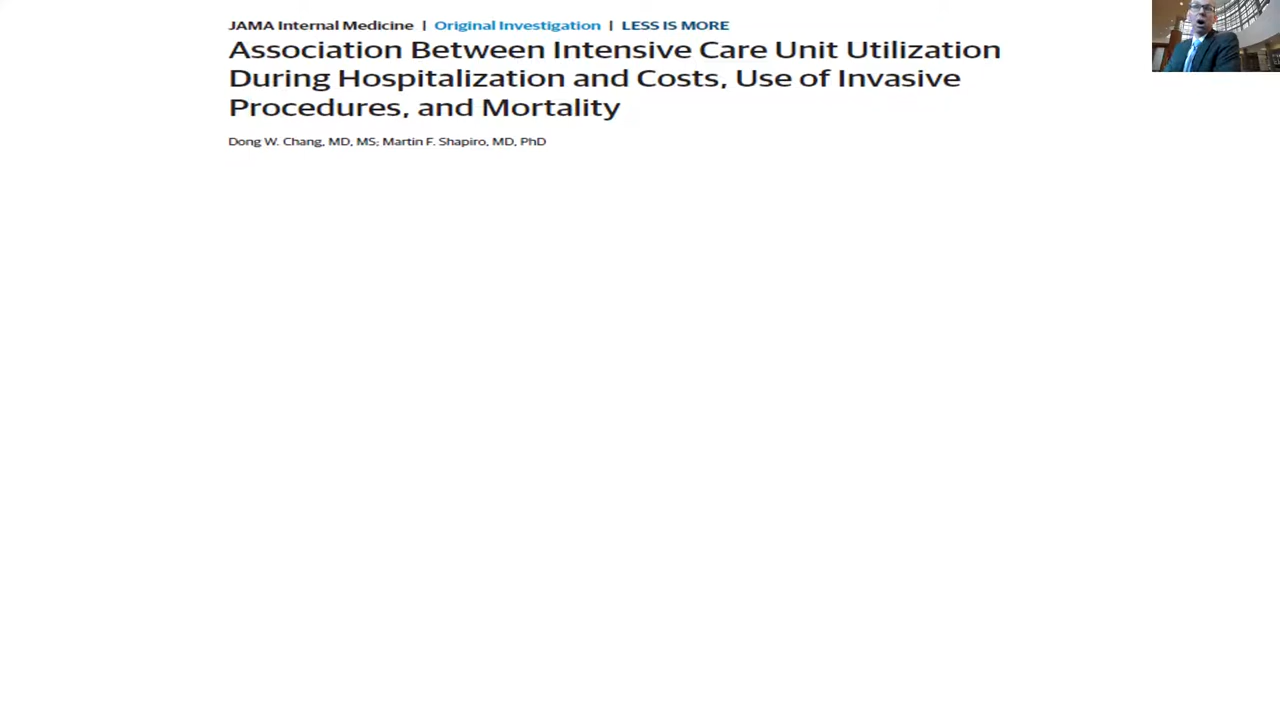 JAMA Internal Medicine | Original Investigation | LESS IS MORE
Association Between Intensive Care Unit Utilization
During Hospitalization and Costs, Use of Invasive
Procedures, and Mortality
Dong W. Chang, MD, MS; Martin F. Shapiro, MD, PhD